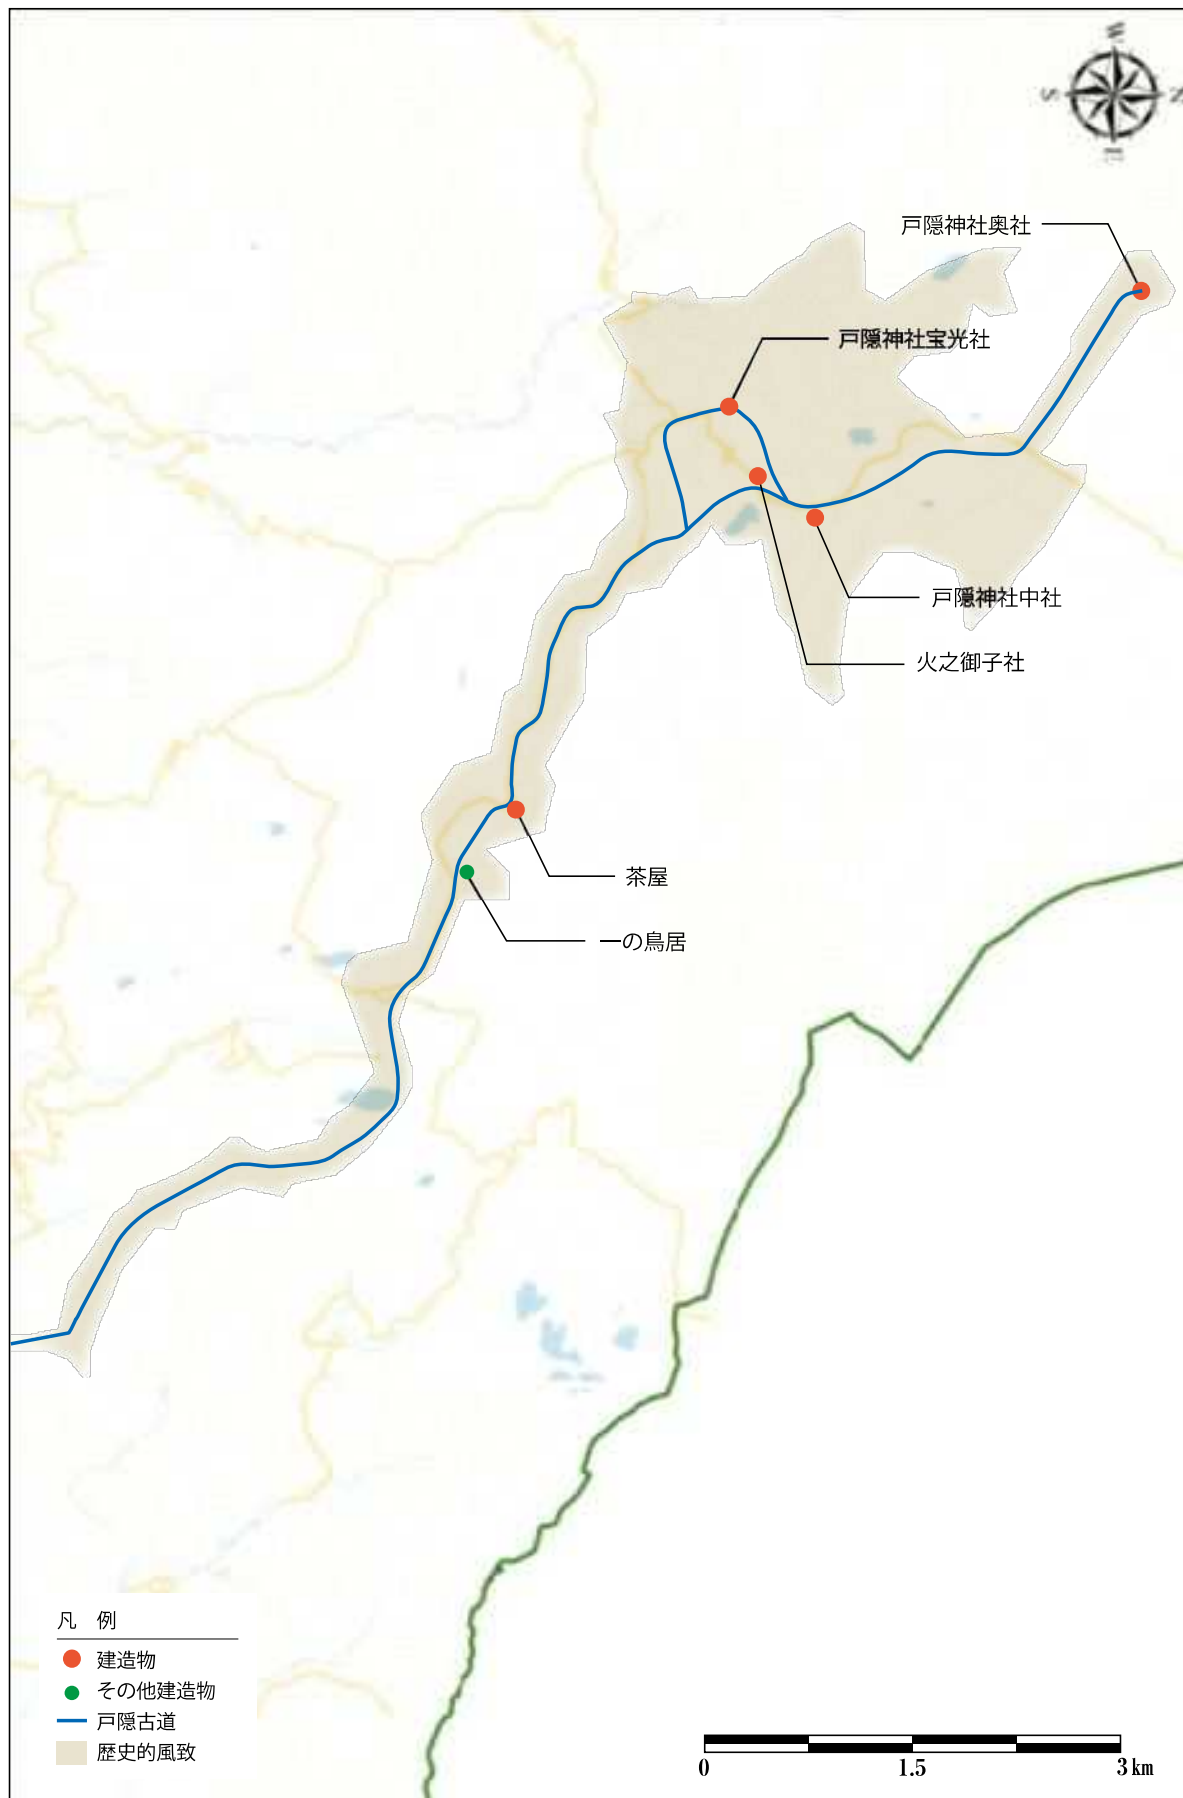 W
S
N
E
戸隠神社奥社
戸隠神社宝光社
戸隠神社中社
火之御子社
茶屋
一の鳥居
凡 例
建造物
その他建造物
戸隠古道
歴史的風致
0 1.5 3 km